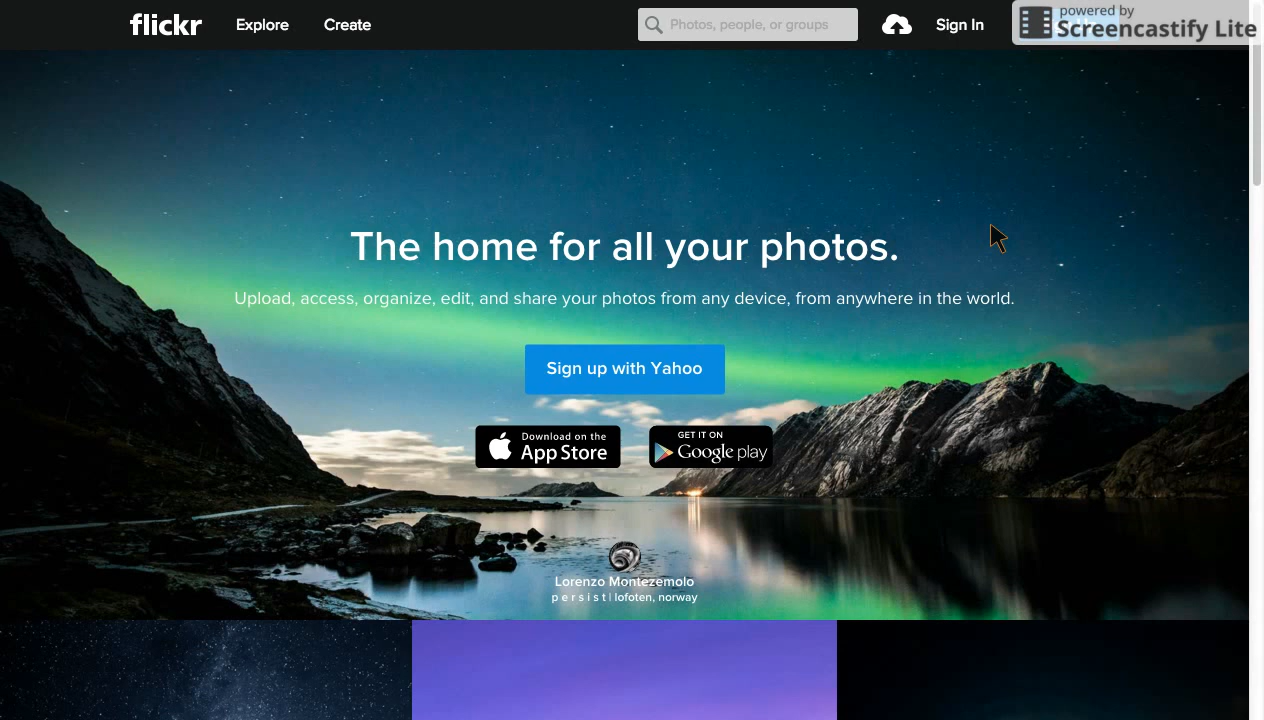 flickr
Explore
Create
Photos, people, or groups
Sign In
powered by
Screencastify Lite
The home for all your photos.
Upload, access, organize, edit, and share your photos from any device, from anywhere in the world.
Sign up with Yahoo
Download on the
App Store
GET IT ON
Google play
Lorenzo Montezemolo
p e r s i s t | lofoten, norway